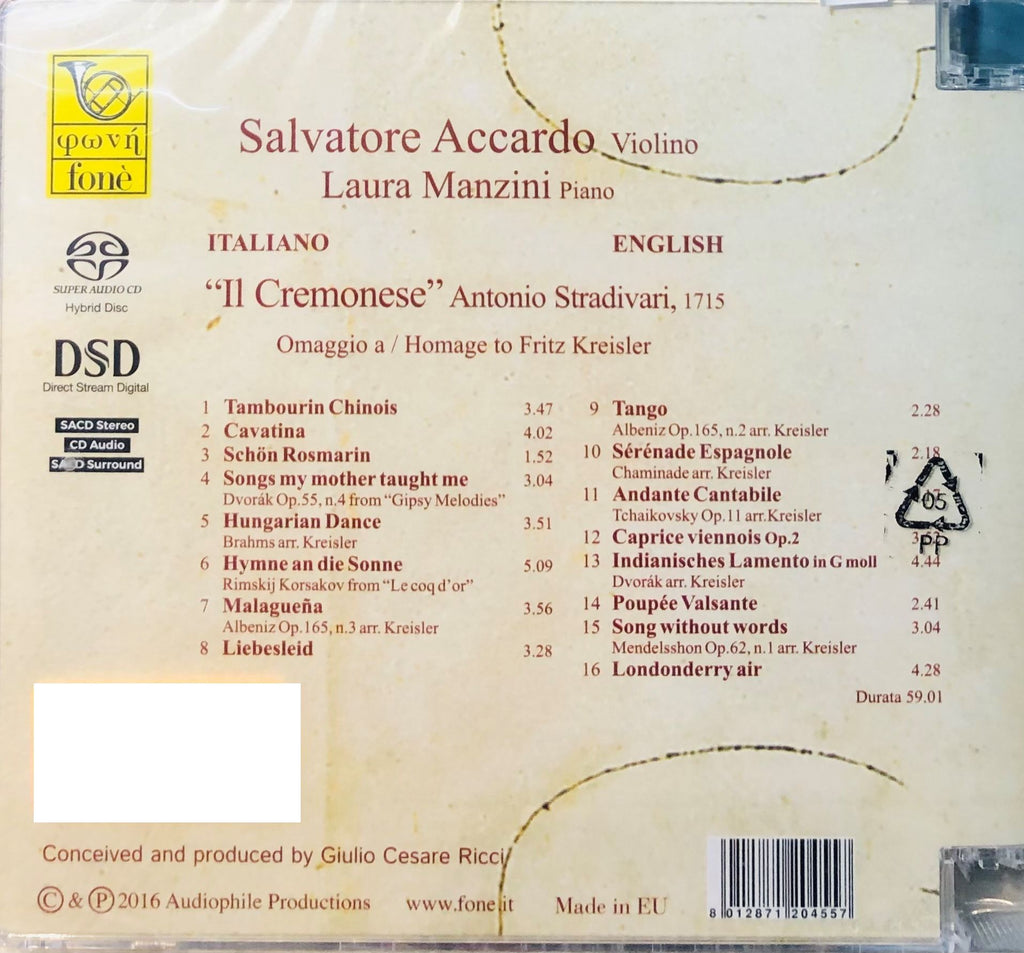 φωνή
fonè
Salvatore Accardo Violino
Laura Manzini Piano
ITALIANO ENGLISH
SUPER AUDIO CD
Hybrid Disc
"Il Cremonese" Antonio Stradivari, 1715
Omaggio a / Homage to Fritz Kreisler
DSD
Direct Stream Digital
SACD Stereo
CD Audio
SACD Surround
1 Tambourin Chinois 3.47
2 Cavatina 4.02
3 Schön Rosmarin 1.52
4 Songs my mother taught me 3.04
Dvorák Op.55, n.4 from "Gipsy Melodies"
5 Hungarian Dance 3.51
Brahms arr. Kreisler
6 Hymne an die Sonne 5.09
Rimskij Korsakov from "Le coq d'or"
7 Malagueña 3.56
Albeniz Op.165, n.3 arr. Kreisler
8 Liebesleid 3.28
9 Tango 2.28
Albeniz Op.165, n.2 arr. Kreisler
10 Sérénade Espagnole 2.18
Chaminade arr. Kreisler
11 Andante Cantabile
Tchaikovsky Op.11 arr.Kreisler
12 Caprice viennois Op.2
13 Indianisches Lamento in G moll 4.44
Dvorák arr. Kreisler
14 Poupée Valsante 2.41
15 Song without words 3.04
Mendelsshon Op.62, n.1 arr. Kreisler
16 Londonderry air 4.28
Durata 59.01
05
PP
Conceived and produced by Giulio Cesare Ricci
© & ℗ 2016 Audiophile Productions www.fone.it Made in EU
8 012871 204557